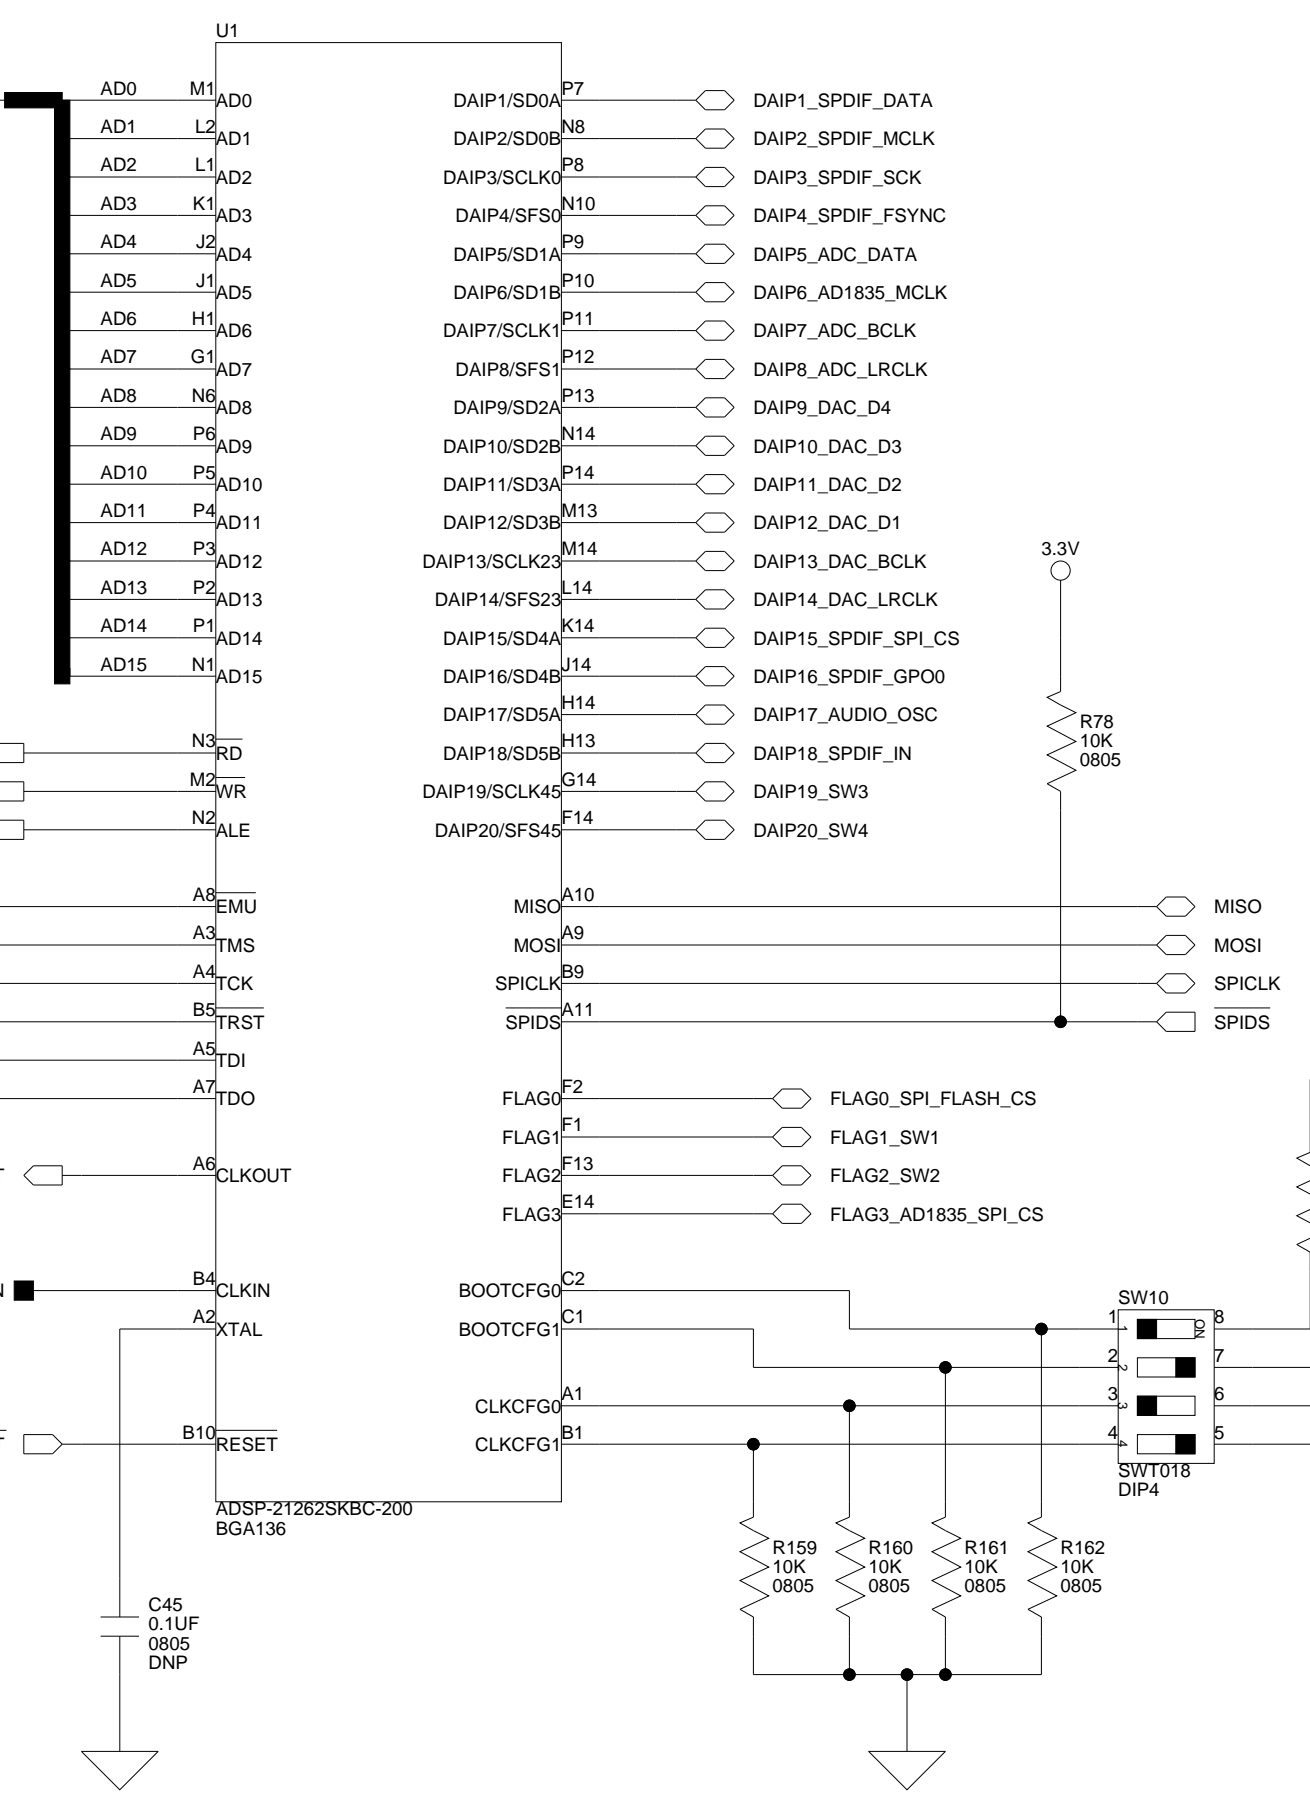 U1
AD0 M1 AD0 DAIP1/SD0A P7 DAIP1_SPDIF_DATA
AD1 L2 AD1 DAIP2/SD0B N8 DAIP2_SPDIF_MCLK
AD2 L1 AD2 DAIP3/SCLK0 P8 DAIP3_SPDIF_SCK
AD3 K1 AD3 DAIP4/SFS0 N10 DAIP4_SPDIF_FSYNC
AD4 J2 AD4 DAIP5/SD1A P9 DAIP5_ADC_DATA
AD5 J1 AD5 DAIP6/SD1B P10 DAIP6_AD1835_MCLK
AD6 H1 AD6 DAIP7/SCLK1 P11 DAIP7_ADC_BCLK
AD7 G1 AD7 DAIP8/SFS1 P12 DAIP8_ADC_LRCLK
AD8 N6 AD8 DAIP9/SD2A P13 DAIP9_DAC_D4
AD9 P6 AD9 DAIP10/SD2B N14 DAIP10_DAC_D3
AD10 P5 AD10 DAIP11/SD3A P14 DAIP11_DAC_D2
AD11 P4 AD11 DAIP12/SD3B M13 DAIP12_DAC_D1
AD12 P3 AD12 DAIP13/SCLK23 M14 DAIP13_DAC_BCLK
3.3V
AD13 P2 AD13 DAIP14/SFS23 L14 DAIP14_DAC_LRCLK
AD14 P1 AD14 DAIP15/SD4A K14 DAIP15_SPDIF_SPI_CS
AD15 N1 AD15 DAIP16/SD4B J14 DAIP16_SPDIF_GPO0
DAIP17/SD5A H14 DAIP17_AUDIO_OSC
N3 RD DAIP18/SD5B H13 DAIP18_SPDIF_IN
M2 WR DAIP19/SCLK45 G14 DAIP19_SW3
N2 ALE DAIP20/SFS45 F14 DAIP20_SW4
R78
10K
0805
A8 EMU MISO A10 MISO
A3 TMS MOSI A9 MOSI
A4 TCK SPICLK B9 SPICLK
B5 TRST SPIDS A11 SPIDS
A5 TDI
A7 TDO FLAG0 F2 FLAG0_SPI_FLASH_CS
FLAG1 F1 FLAG1_SW1
A6 CLKOUT FLAG2 F13 FLAG2_SW2
FLAG3 E14 FLAG3_AD1835_SPI_CS
B4 CLKIN BOOTCFG0 C2
A2 XTAL BOOTCFG1 C1
CLKCFG0 A1
B10 RESET CLKCFG1 B1
SW10
1 1 ON 8
2 2 7
3 3 6
4 4 5
SWT018
DIP4
ADSP-21262SKBC-200
BGA136
R159
10K
0805
R160
10K
0805
R161
10K
0805
R162
10K
0805
C45
0.1UF
0805
DNP